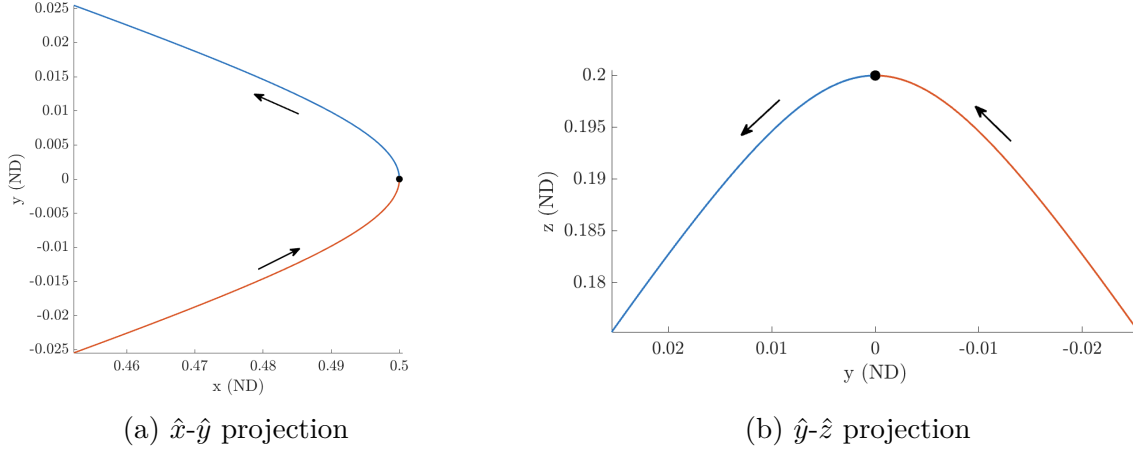 0.025
0.02
0.015
0.01
0.005
0
-0.005
-0.01
-0.015
-0.02
-0.025
y (ND)
0.46 0.47 0.48 0.49 0.5
x (ND)
(a) x̂-ŷ projection
0.2
0.195
0.19
0.185
0.18
z (ND)
0.02 0.01 0 -0.01 -0.02
y (ND)
(b) ŷ-ẑ projection